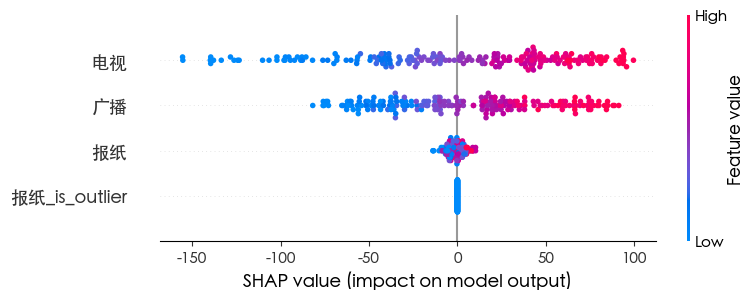 High
电视
广播
报纸
报纸_is_outlier
Feature value
Low
-150 -100 -50 0 50 100
SHAP value (impact on model output)